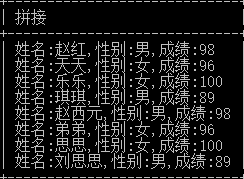 拼接
姓名:赵红,性别:男,成绩:98
姓名:天天,性别:女,成绩:96
姓名:乐乐,性别:女,成绩:100
姓名:琪琪,性别:男,成绩:89
姓名:赵西元,性别:男,成绩:98
姓名:弟弟,性别:女,成绩:96
姓名:思思,性别:女,成绩:100
姓名:刘思思,性别:男,成绩:89